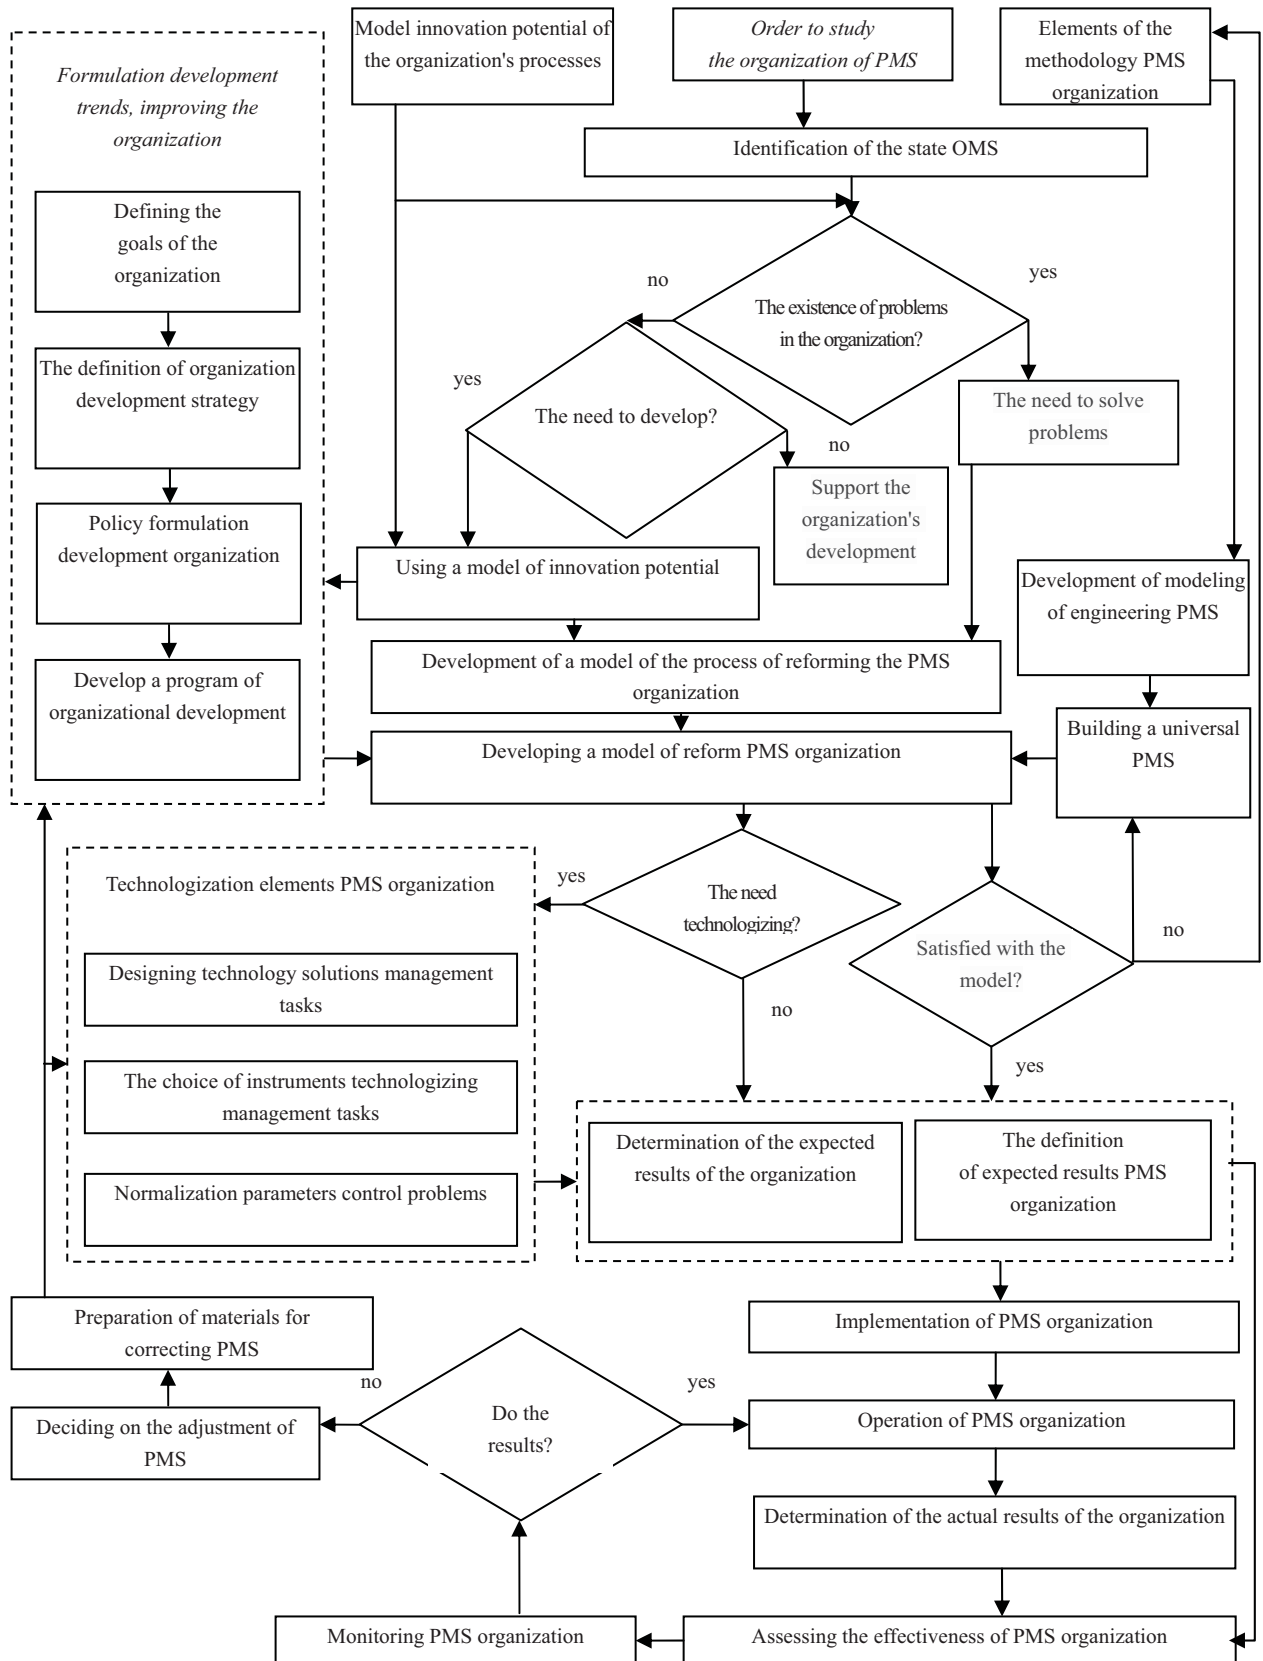 Model innovation potential of
the organization's processes
Order to study
the organization of PMS
Elements of the
methodology PMS
organization
Formulation development
trends, improving the
organization
Identification of the state OMS
Defining the
goals of the
organization
no
yes
The existence of problems
in the organization?
The definition of organization
development strategy
yes
The need to develop?
no
The need to solve
problems
Support the
organization's
development
Policy formulation
development organization
Using a model of innovation potential
Development of modeling
of engineering PMS
Develop a program of
organizational development
Development of a model of the process of reforming the PMS
organization
Building a universal
PMS
Developing a model of reform PMS organization
Technologization elements PMS organization
yes
The need
technologizing?
no
Satisfied with the
model?
no
yes
Designing technology solutions management
tasks
The choice of instruments technologizing
management tasks
Normalization parameters control problems
Determination of the expected
results of the organization
The definition
of expected results PMS
organization
Preparation of materials for
correcting PMS
Implementation of PMS organization
no
yes
Deciding on the adjustment of
PMS
Do the
results?
Operation of PMS organization
Determination of the actual results of the organization
Monitoring PMS organization
Assessing the effectiveness of PMS organization